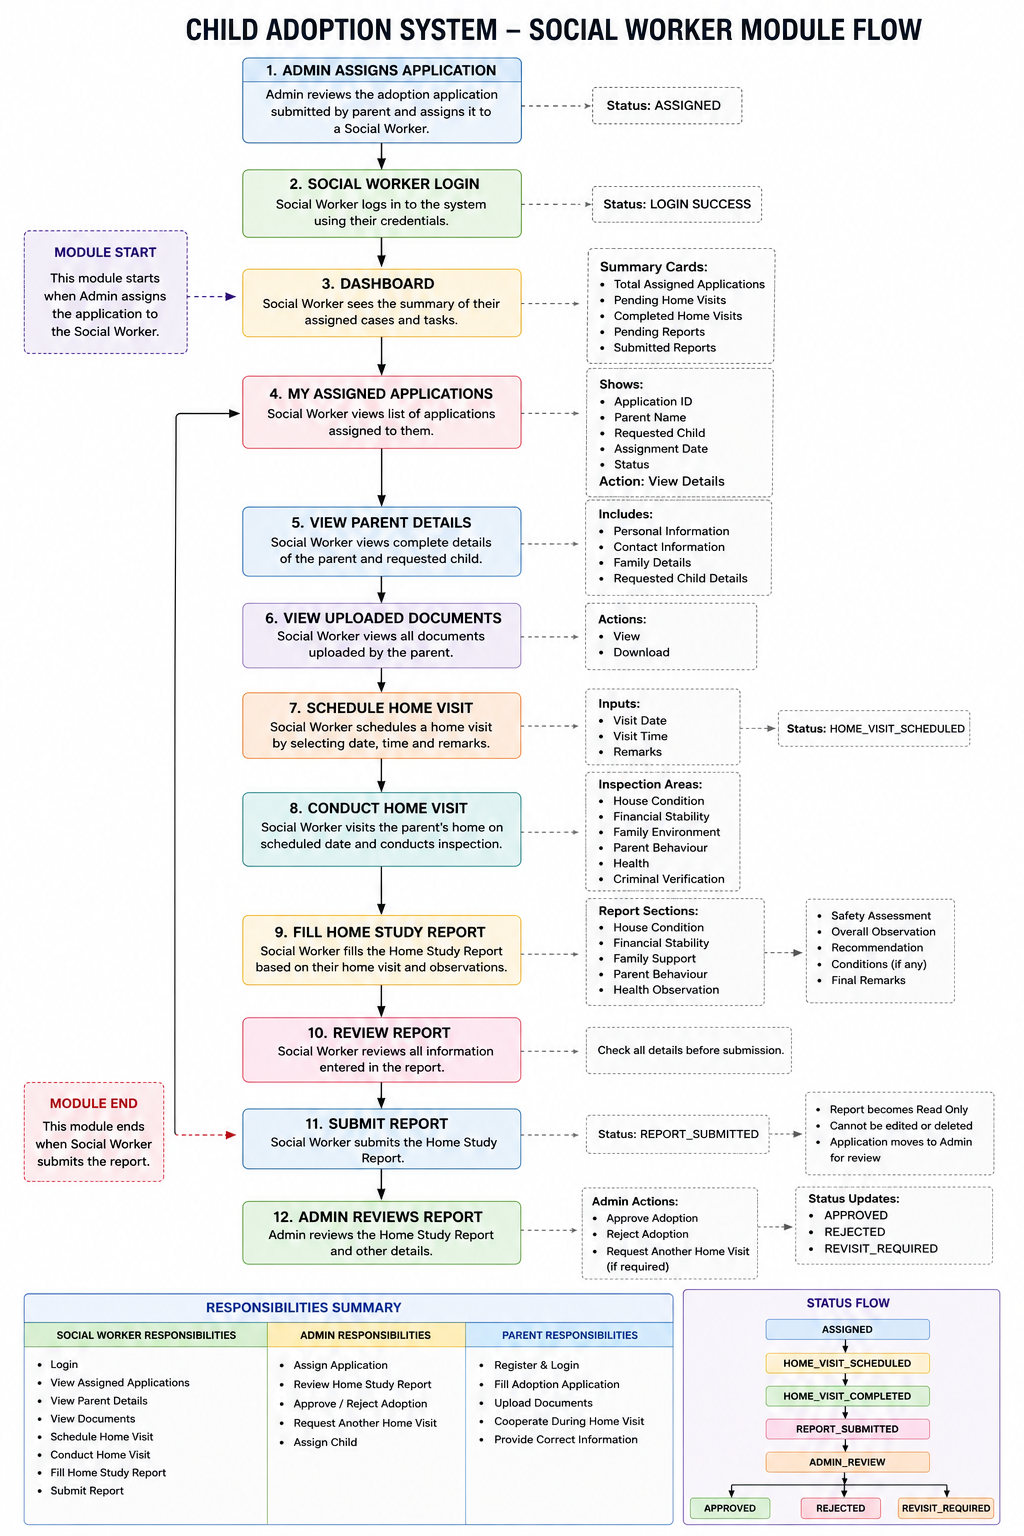 CHILD ADOPTION SYSTEM – SOCIAL WORKER MODULE FLOW
1. ADMIN ASSIGNS APPLICATION
Admin reviews the adoption application
submitted by parent and assigns it to
a Social Worker.
Status: ASSIGNED
2. SOCIAL WORKER LOGIN
Social Worker logs in to the system
using their credentials.
Status: LOGIN SUCCESS
MODULE START
This module starts
when Admin assigns
the application to
the Social Worker.
3. DASHBOARD
Social Worker sees the summary of their
assigned cases and tasks.
Summary Cards:
• Total Assigned Applications
• Pending Home Visits
• Completed Home Visits
• Pending Reports
• Submitted Reports
4. MY ASSIGNED APPLICATIONS
Social Worker views list of applications
assigned to them.
Shows:
• Application ID
• Parent Name
• Requested Child
• Assignment Date
• Status
Action: View Details
5. VIEW PARENT DETAILS
Social Worker views complete details
of the parent and requested child.
Includes:
• Personal Information
• Contact Information
• Family Details
• Requested Child Details
6. VIEW UPLOADED DOCUMENTS
Social Worker views all documents
uploaded by the parent.
Actions:
• View
• Download
7. SCHEDULE HOME VISIT
Social Worker schedules a home visit
by selecting date, time and remarks.
Inputs:
• Visit Date
• Visit Time
• Remarks
Status: HOME_VISIT_SCHEDULED
8. CONDUCT HOME VISIT
Social Worker visits the parent's home on
scheduled date and conducts inspection.
Inspection Areas:
• House Condition
• Financial Stability
• Family Environment
• Parent Behaviour
• Health
• Criminal Verification
9. FILL HOME STUDY REPORT
Social Worker fills the Home Study Report
based on their home visit and observations.
Report Sections:
• House Condition
• Financial Stability
• Family Support
• Parent Behaviour
• Health Observation
• Safety Assessment
• Overall Observation
• Recommendation
• Conditions (if any)
• Final Remarks
10. REVIEW REPORT
Social Worker reviews all information
entered in the report.
Check all details before submission.
MODULE END
This module ends
when Social Worker
submits the report.
11. SUBMIT REPORT
Social Worker submits the Home Study
Report.
Status: REPORT_SUBMITTED
• Report becomes Read Only
• Cannot be edited or deleted
• Application moves to Admin
for review
12. ADMIN REVIEWS REPORT
Admin reviews the Home Study Report
and other details.
Admin Actions:
• Approve Adoption
• Reject Adoption
• Request Another Home Visit
(if required)
Status Updates:
• APPROVED
• REJECTED
• REVISIT_REQUIRED
RESPONSIBILITIES SUMMARY
SOCIAL WORKER RESPONSIBILITIES
• Login
• View Assigned Applications
• View Parent Details
• View Documents
• Schedule Home Visit
• Conduct Home Visit
• Fill Home Study Report
• Submit Report
ADMIN RESPONSIBILITIES
• Assign Application
• Review Home Study Report
• Approve / Reject Adoption
• Request Another Home Visit
• Assign Child
PARENT RESPONSIBILITIES
• Register & Login
• Fill Adoption Application
• Upload Documents
• Cooperate During Home Visit
• Provide Correct Information
STATUS FLOW
ASSIGNED
HOME_VISIT_SCHEDULED
HOME_VISIT_COMPLETED
REPORT_SUBMITTED
ADMIN_REVIEW
APPROVED
REJECTED
REVISIT_REQUIRED